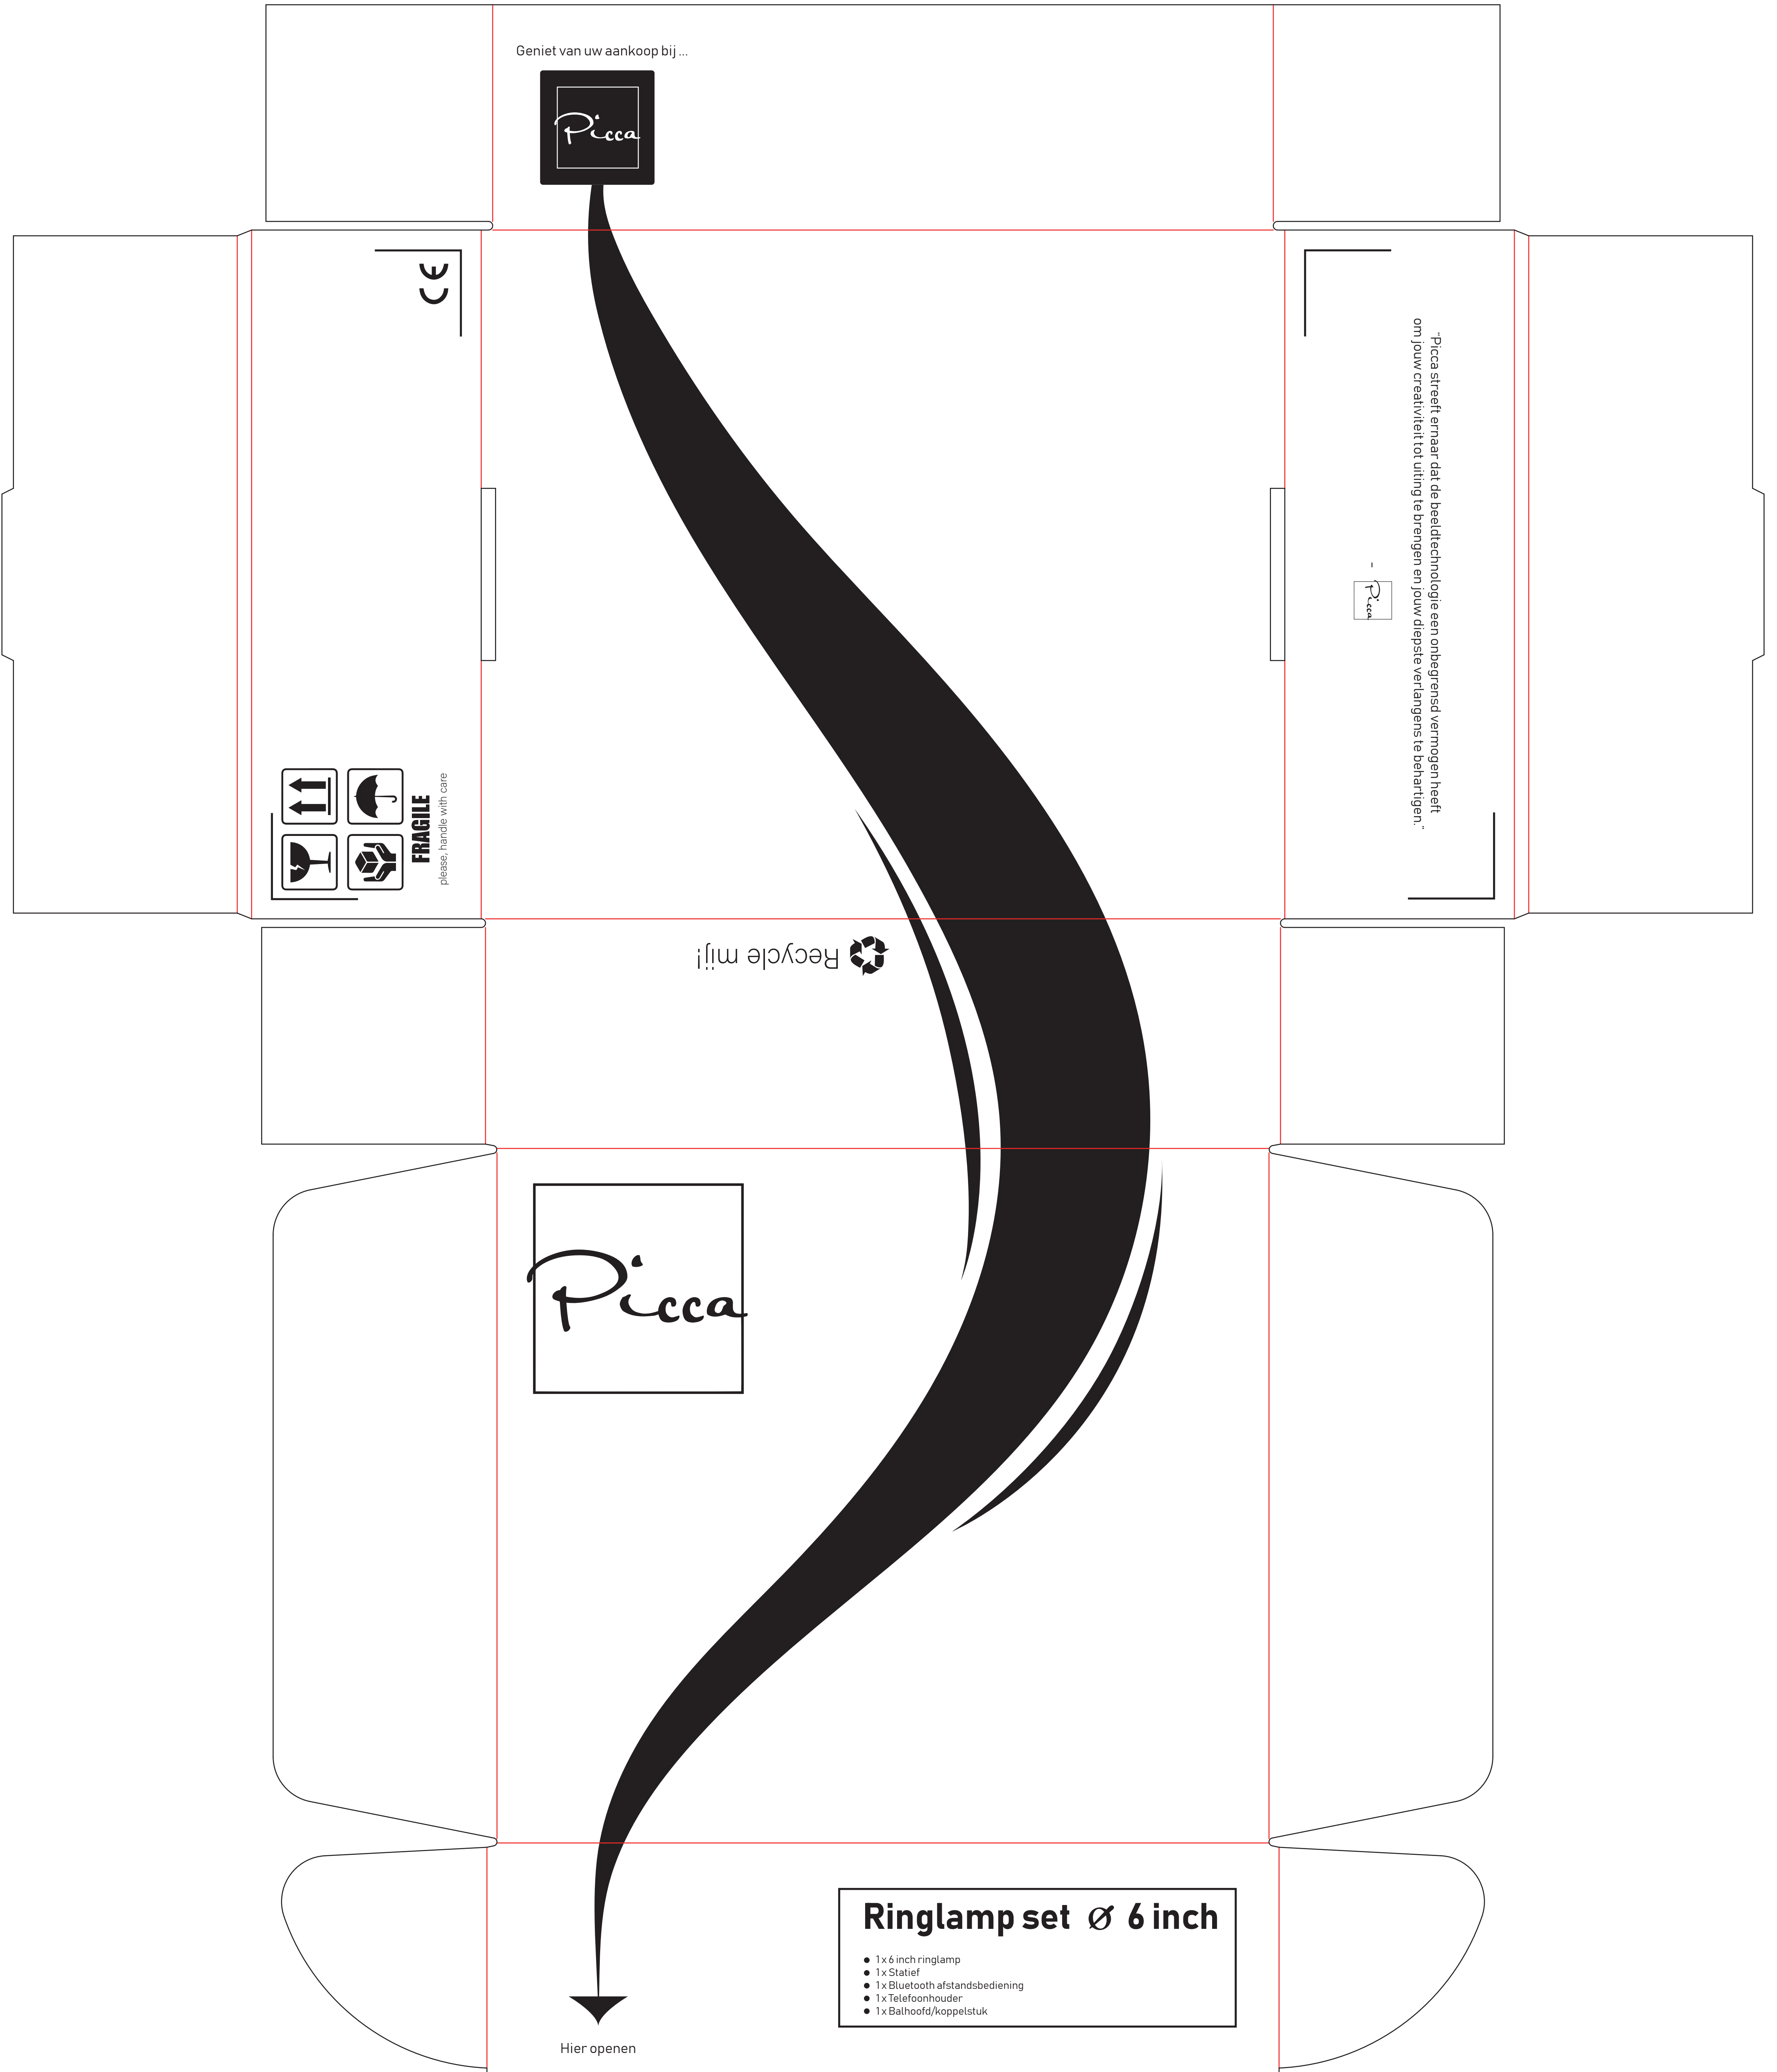 Geniet van uw aankoop bij ...
Picca
CE
"Picca streeft ernaar dat de beeldtechnologie een onbegrensd vermogen heeft
om jouw creativiteit tot uiting te brengen en jouw diepste verlangens te behartigen."
- Picca
FRAGILE
please, handle with care
Recycle mij!
Picca
Ringlamp set Ø 6 inch
● 1 x 6 inch ringlamp
● 1 x Statief
● 1 x Bluetooth afstandsbediening
● 1 x Telefoonhouder
● 1 x Balhoofd/koppelstuk
Hier openen